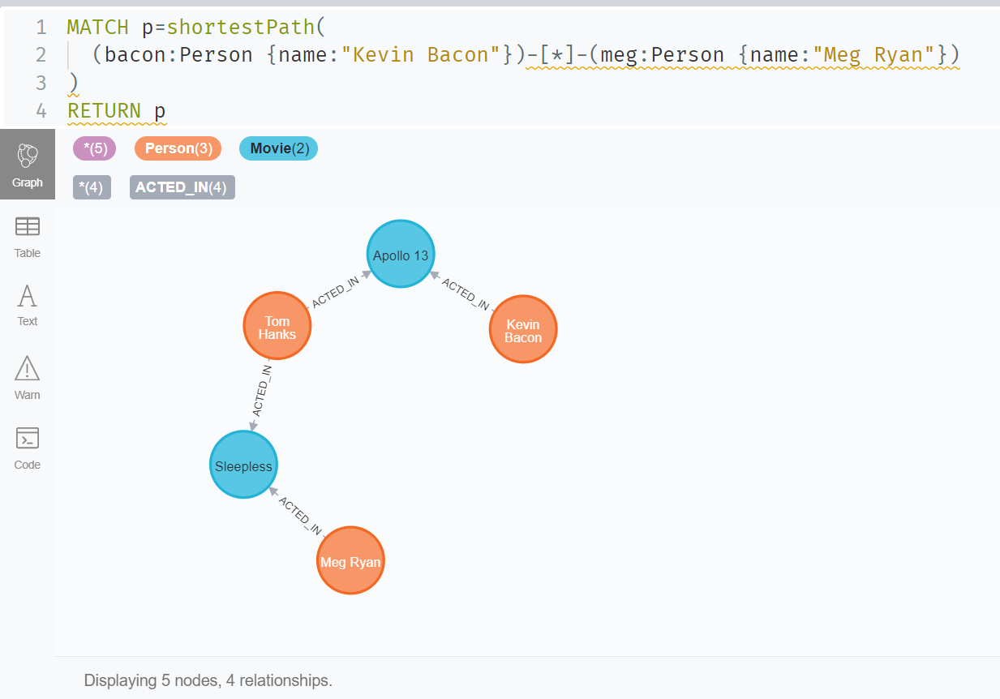 1 MATCH p=shortestPath(
2 (bacon:Person {name:"Kevin Bacon"})-[*]-(meg:Person {name:"Meg Ryan"})
3 )
4 RETURN p
Graph
*(5) Person(3) Movie(2)
*(4) ACTED_IN(4)
Table
Text
Warn
Code
Apollo 13
ACTED_IN
ACTED_IN
Tom
Hanks
Kevin
Bacon
ACTED_IN
Sleepless
ACTED_IN
Meg Ryan
Displaying 5 nodes, 4 relationships.